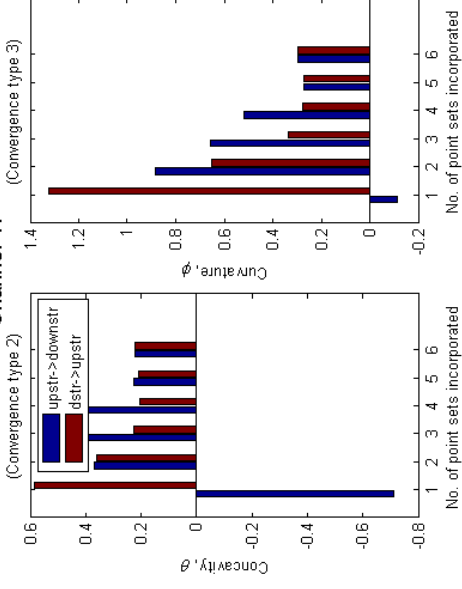 (Convergence type 2)
0.6
0.4
0.2
0
-0.2
-0.4
-0.6
-0.8
Concavity, θ
upstr->downstr
dstr->upstr
1 2 3 4 5 6
No. of point sets incorporated
(Convergence type 3)
1.4
1.2
1
0.8
0.6
0.4
0.2
0
-0.2
Curvature, φ
1 2 3 4 5 6
No. of point sets incorporated